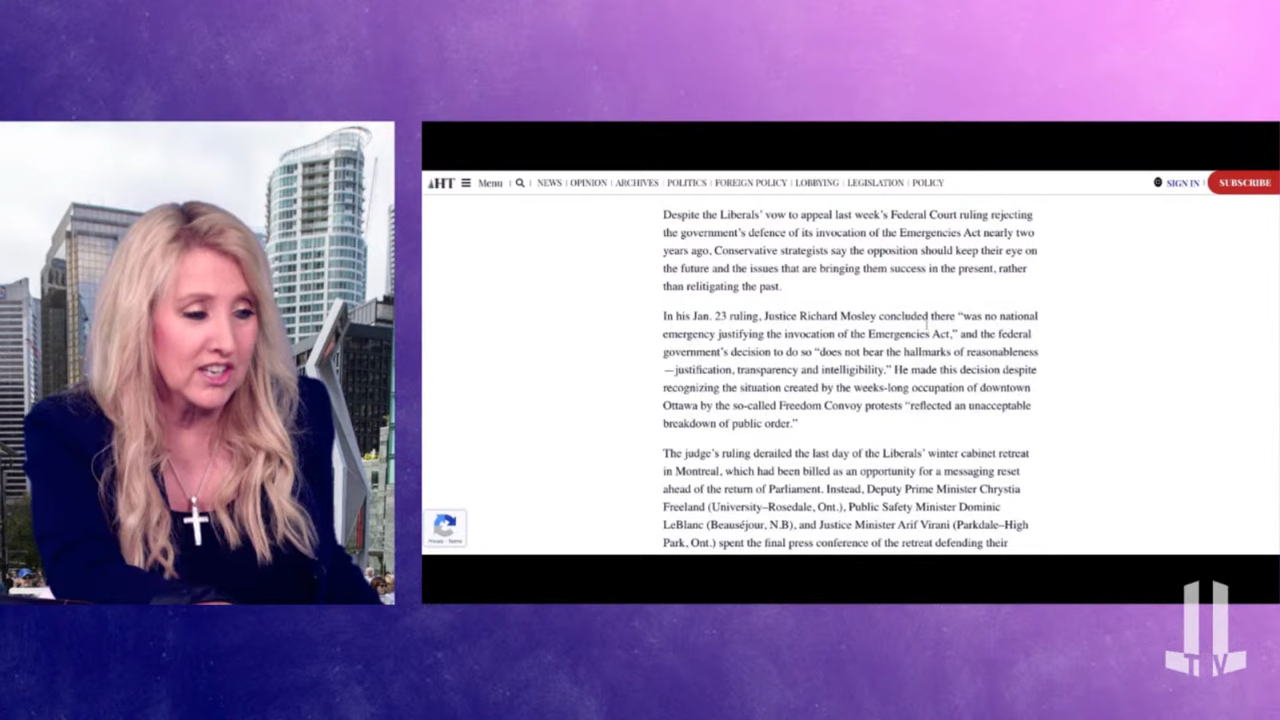 HT Menu NEWS OPINION ARCHIVES POLITICS FOREIGN POLICY LOBBYING LEGISLATION POLICY SIGN IN SUBSCRIBE
Despite the Liberals’ vow to appeal last week’s Federal Court ruling rejecting
the government’s defence of its invocation of the Emergencies Act nearly two
years ago, Conservative strategists say the opposition should keep their eye on
the future and the issues that are bringing them success in the present, rather
than relitigating the past.
In his Jan. 23 ruling, Justice Richard Mosley concluded there “was no national
emergency justifying the invocation of the Emergencies Act,” and the federal
government’s decision to do so “does not bear the hallmarks of reasonableness
—justification, transparency and intelligibility.” He made this decision despite
recognizing the situation created by the weeks-long occupation of downtown
Ottawa by the so-called Freedom Convoy protests “reflected an unacceptable
breakdown of public order.”
The judge’s ruling derailed the last day of the Liberals’ winter cabinet retreat
in Montreal, which had been billed as an opportunity for a messaging reset
ahead of the return of Parliament. Instead, Deputy Prime Minister Chrystia
Freeland (University–Rosedale, Ont.), Public Safety Minister Dominic
LeBlanc (Beauséjour, N.B), and Justice Minister Arif Virani (Parkdale–High
Park, Ont.) spent the final press conference of the retreat defending their
Privacy - Terms
TV